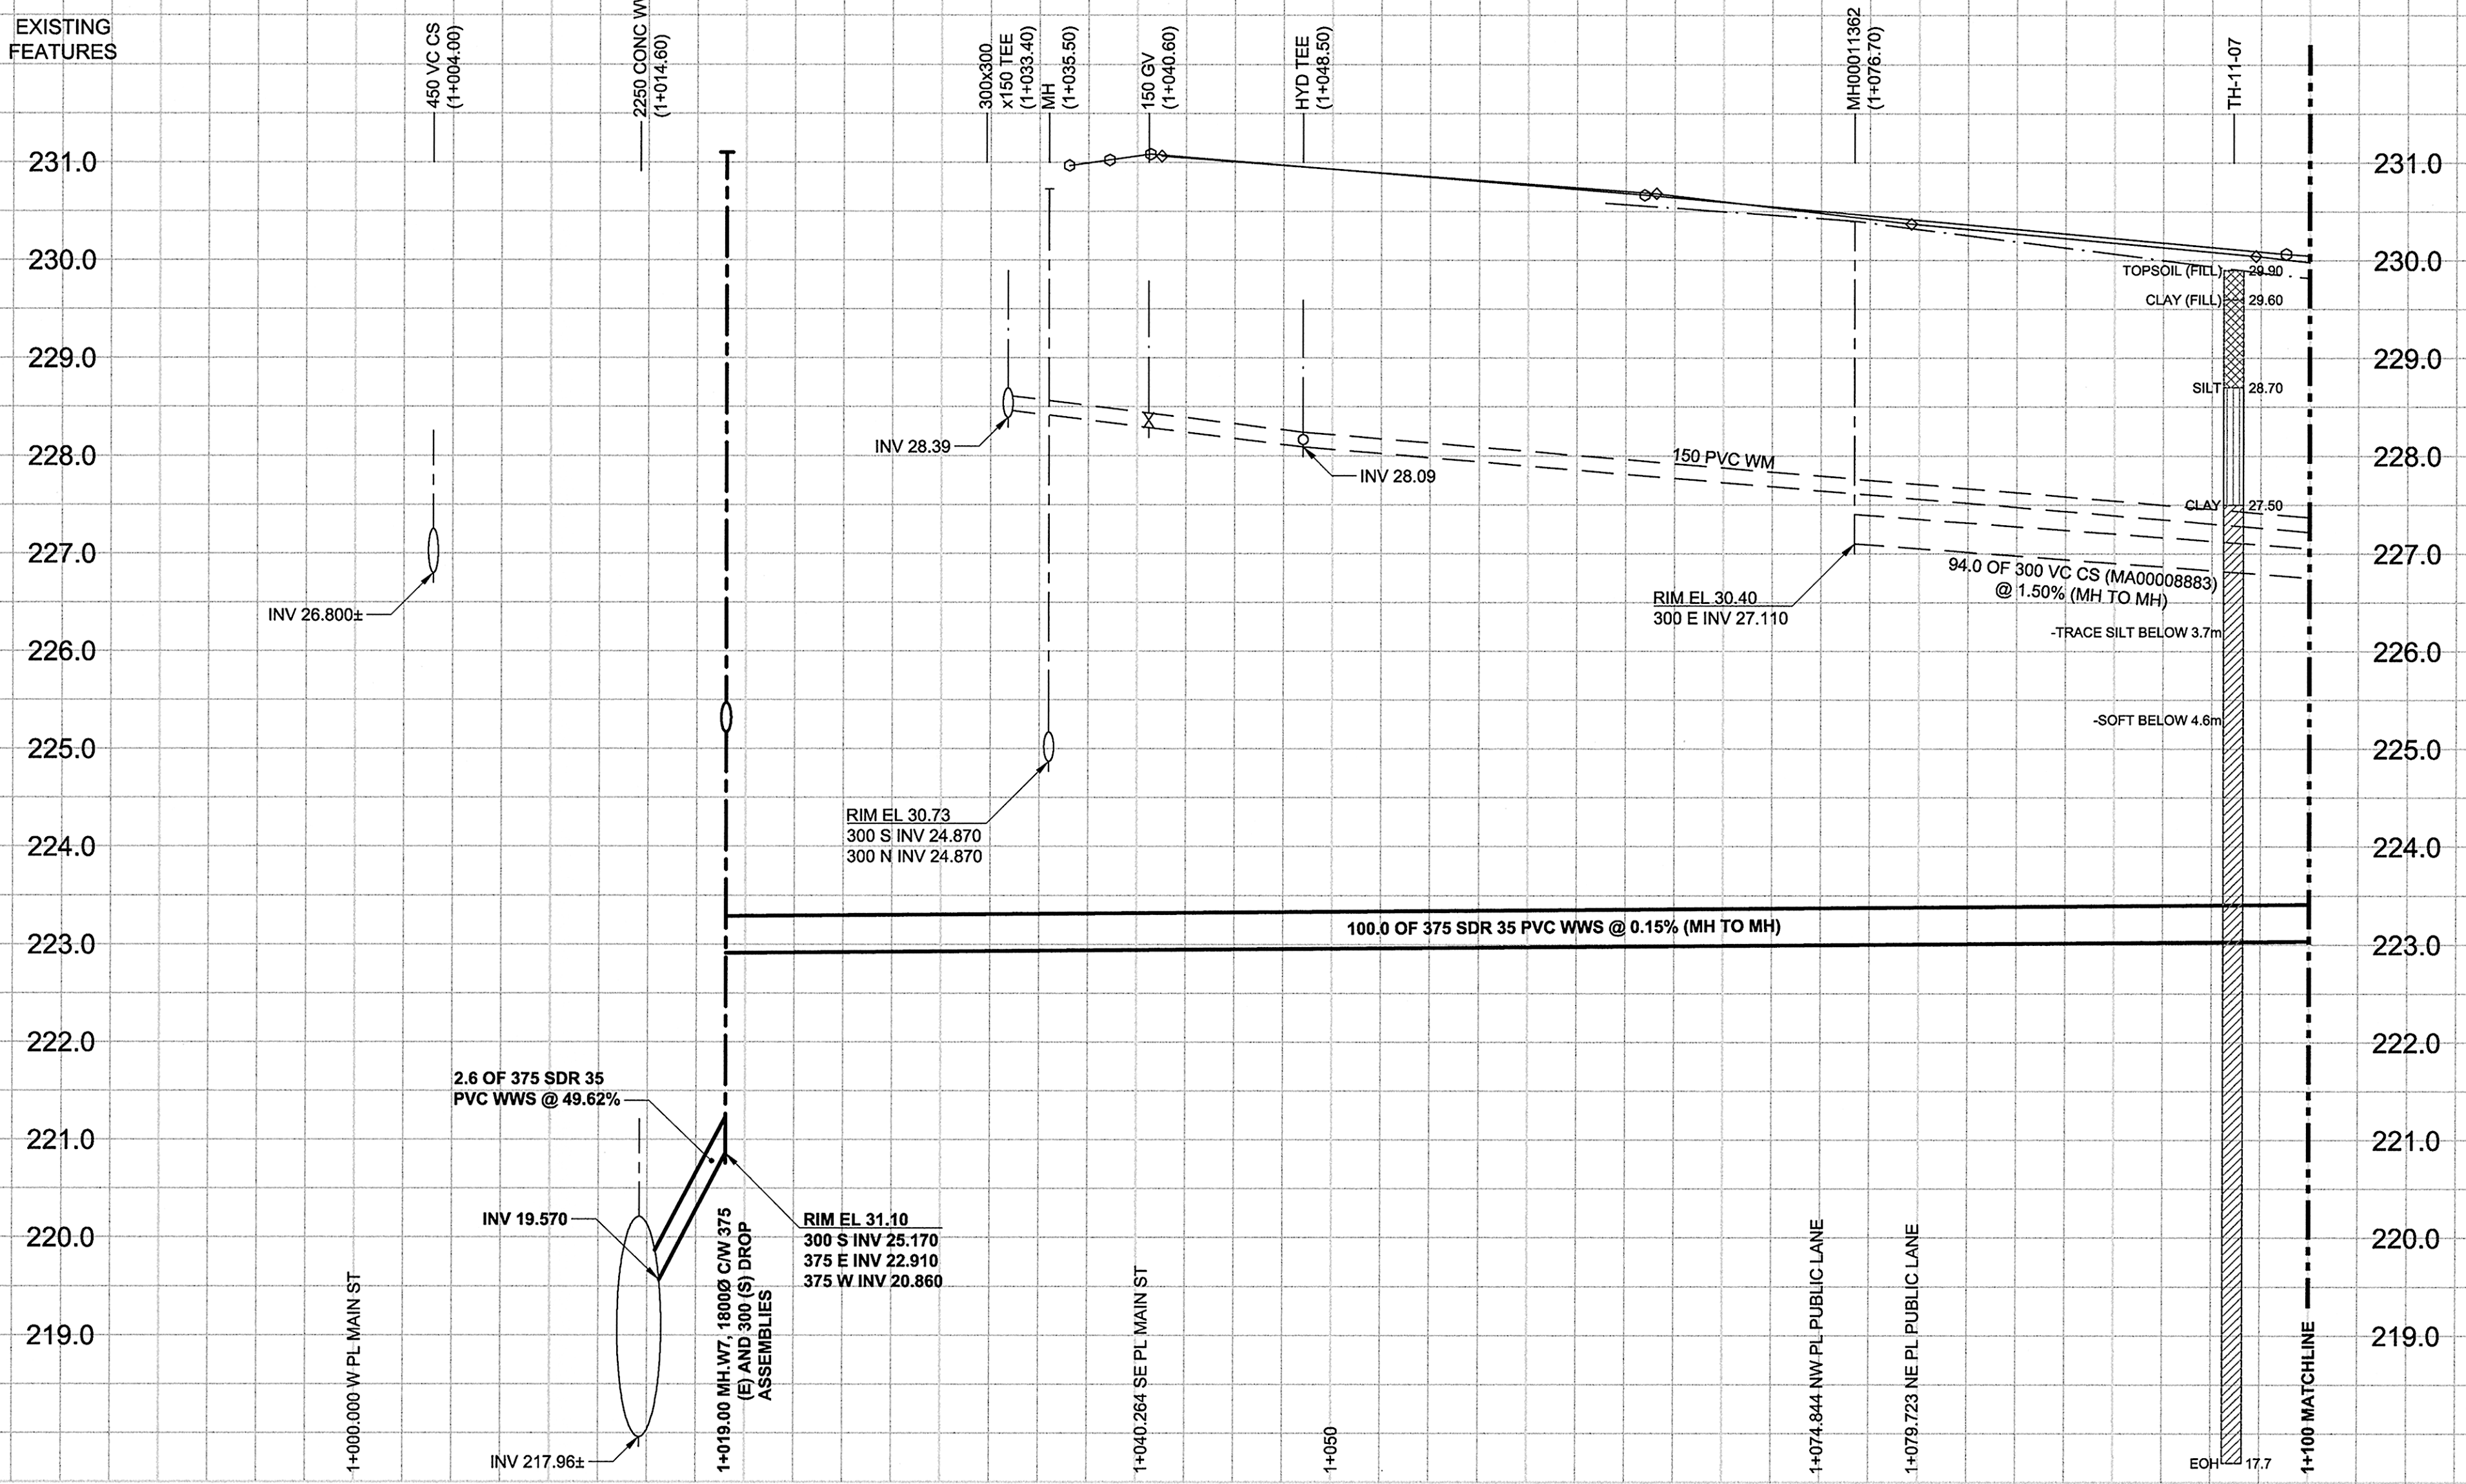 EXISTING
FEATURES
450 VC CS
(1+004.00)
2250 CONC
(1+014.60)
300x300
x150 TEE
(1+033.40)
MH
(1+035.50)
150 GV
(1+040.60)
HYD TEE
(1+048.50)
MH00011362
(1+076.70)
TH-11-07
231.0
231.0
230.0
230.0
TOPSOIL (FILL)
29.90
CLAY (FILL)
29.60
229.0
229.0
SILT
28.70
INV 28.39
228.0
228.0
150 PVC WM
INV 28.09
CLAY
27.50
227.0
227.0
94.0 OF 300 VC CS (MA00008883)
@ 1.50% (MH TO MH)
INV 26.800±
RIM EL 30.40
300 E INV 27.110
-TRACE SILT BELOW 3.7m
226.0
226.0
-SOFT BELOW 4.6m
225.0
225.0
RIM EL 30.73
300 S INV 24.870
300 N INV 24.870
224.0
224.0
100.0 OF 375 SDR 35 PVC WWS @ 0.15% (MH TO MH)
223.0
223.0
222.0
222.0
2.6 OF 375 SDR 35
PVC WWS @ 49.62%
221.0
221.0
INV 19.570
RIM EL 31.10
300 S INV 25.170
375 E INV 22.910
375 W INV 20.860
220.0
220.0
219.0
219.0
INV 217.96±
1+000.000 W PL MAIN ST
1+019.00 MH.W7, 1800Ø C/W 375
(E) AND 300 (S) DROP
ASSEMBLIES
1+040.264 SE PL MAIN ST
1+050
1+074.844 NW PL PUBLIC LANE
1+079.723 NE PL PUBLIC LANE
EOH
17.7
1+100 MATCHLINE